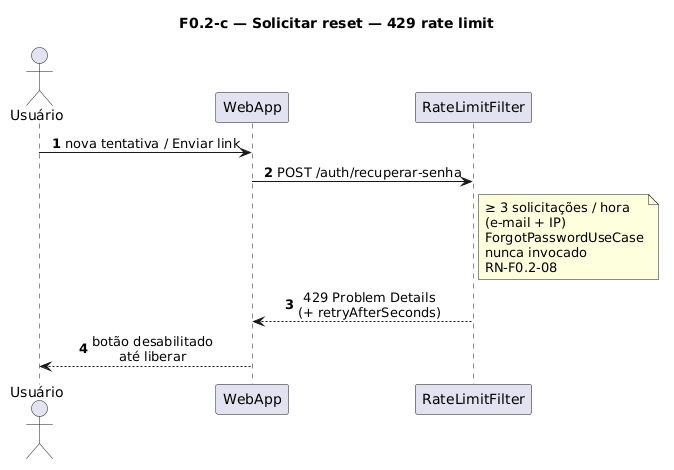 F0.2-c — Solicitar reset — 429 rate limit
Usuário
WebApp
RateLimitFilter
1 nova tentativa / Enviar link
2 POST /auth/recuperar-senha
≥ 3 solicitações / hora
(e-mail + IP)
ForgotPasswordUseCase
nunca invocado
RN-F0.2-08
3 429 Problem Details
(+ retryAfterSeconds)
4 botão desabilitado
até liberar
Usuário
WebApp
RateLimitFilter